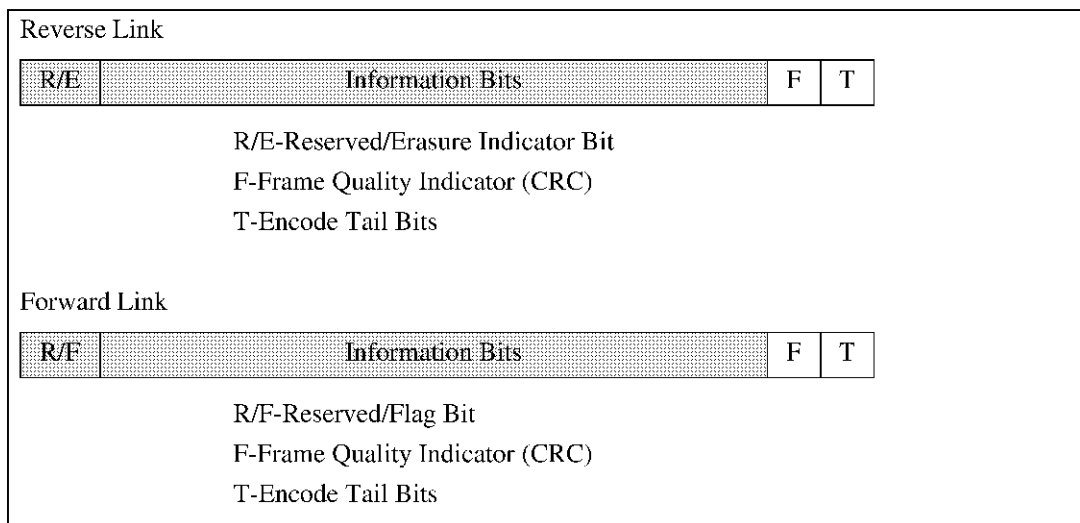 Reverse Link
R/E Information Bits F T
R/E-Reserved/Erasure Indicator Bit
F-Frame Quality Indicator (CRC)
T-Encode Tail Bits
Forward Link
R/F Information Bits F T
R/F-Reserved/Flag Bit
F-Frame Quality Indicator (CRC)
T-Encode Tail Bits